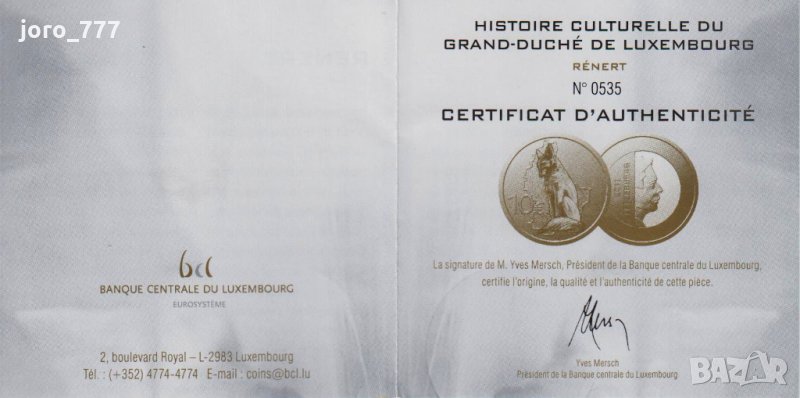 joro_777
bcl
BANQUE CENTRALE DU LUXEMBOURG
EUROSYSTÈME
2, boulevard Royal – L-2983 Luxembourg
Tél. : (+352) 4774-4774 E-mail : coins@bcl.lu
HISTOIRE CULTURELLE DU
GRAND-DUCHÉ DE LUXEMBOURG
RÉNERT
N° 0535
CERTIFICAT D'AUTHENTICITÉ
10
La signature de M. Yves Mersch, Président de la Banque centrale du Luxembourg,
certifie l'origine, la qualité et l'authenticité de cette pièce.
Yves Mersch
Président de la Banque centrale du Luxembourg
BAZAR